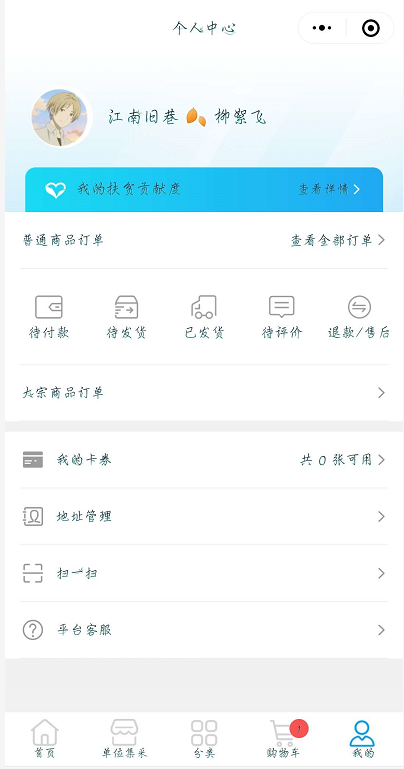 个人中心
江南旧巷 柳絮飞
我的扶贫贡献度 查看详情
普通商品订单 查看全部订单
待付款 待发货 已发货 待评价 退款/售后
大宗商品订单
我的卡券 共 0 张可用
地址管理
扫一扫
平台客服
1
首页 单位集采 分类 购物车 我的